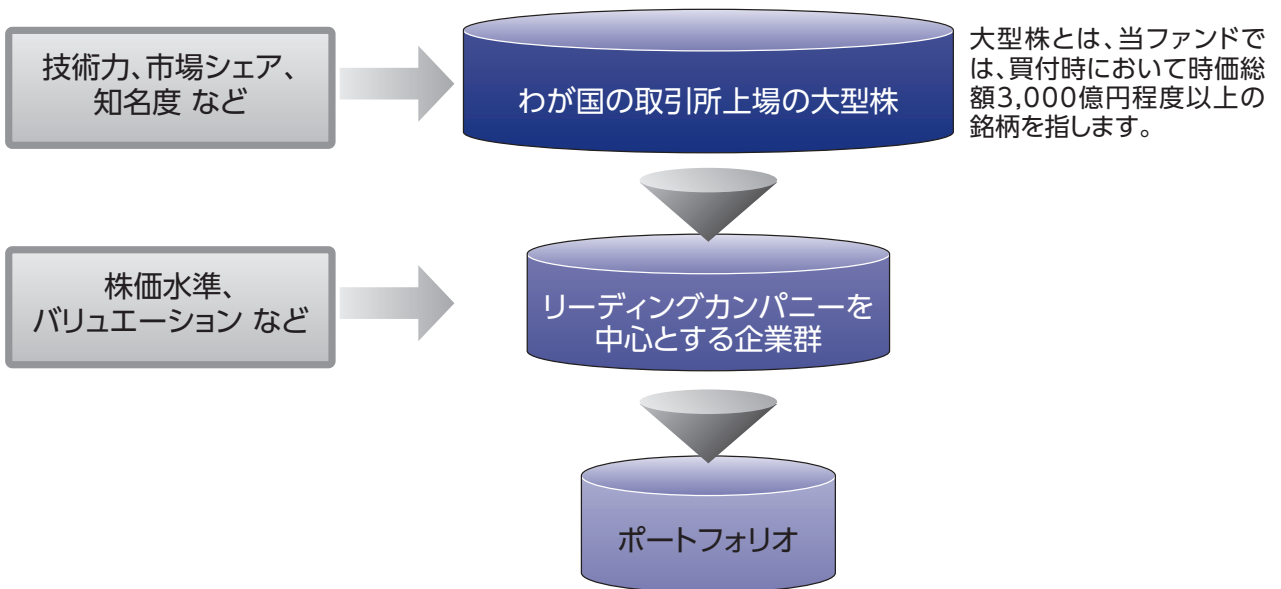 技術力、市場シェア、
知名度 など
わが国の取引所上場の大型株
大型株とは、当ファンドで
は、買付時において時価総
額3,000億円程度以上の
銘柄を指します。
株価水準、
バリュエーション など
リーディングカンパニーを
中心とする企業群
ポートフォリオ